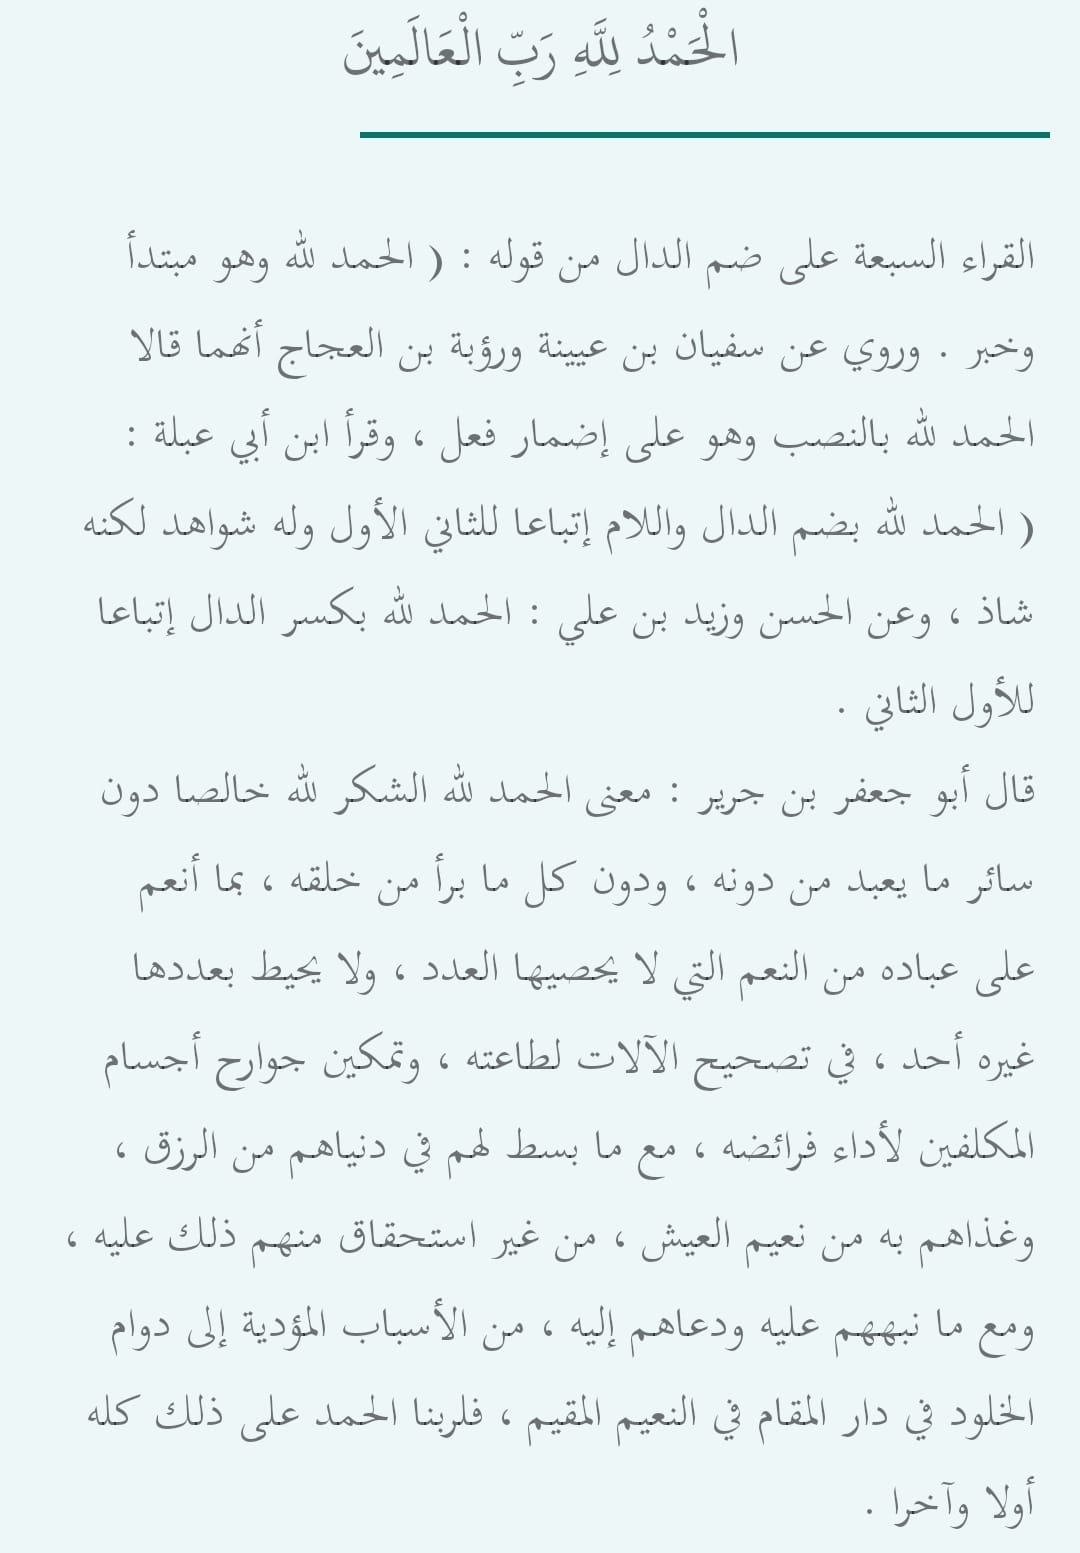 الْحَمْدُ لِلَّهِ رَبِّ الْعَالَمِينَ
القراء السبعة على ضم الدال من قوله : ( الحمد لله وهو مبتدأ
وخبر . وروي عن سفيان بن عيينة ورؤبة بن العجاج أنهما قالا
الحمد لله بالنصب وهو على إضمار فعل ، وقرأ ابن أبي عبلة :
( الحمد لله بضم الدال واللام إتباعا للثاني الأول وله شواهد لكنه
شاذ ، وعن الحسن وزيد بن علي : الحمد لله بكسر الدال إتباعا
للأول الثاني .
قال أبو جعفر بن جرير : معنى الحمد لله الشكر لله خالصا دون
سائر ما يعبد من دونه ، ودون كل ما برأ من خلقه ، بما أنعم
على عباده من النعم التي لا يحصيها العدد ، ولا يحيط بعددها
غيره أحد ، في تصحيح الآلات لطاعته ، وتمكين جوارح أجسام
المكلفين لأداء فرائضه ، مع ما بسط لهم في دنياهم من الرزق ،
وغذاهم به من نعيم العيش ، من غير استحقاق منهم ذلك عليه ،
ومع ما نبههم عليه ودعاهم إليه ، من الأسباب المؤدية إلى دوام
الخلود في دار المقام في النعيم المقيم ، فلربنا الحمد على ذلك كله
أولا وآخرا .